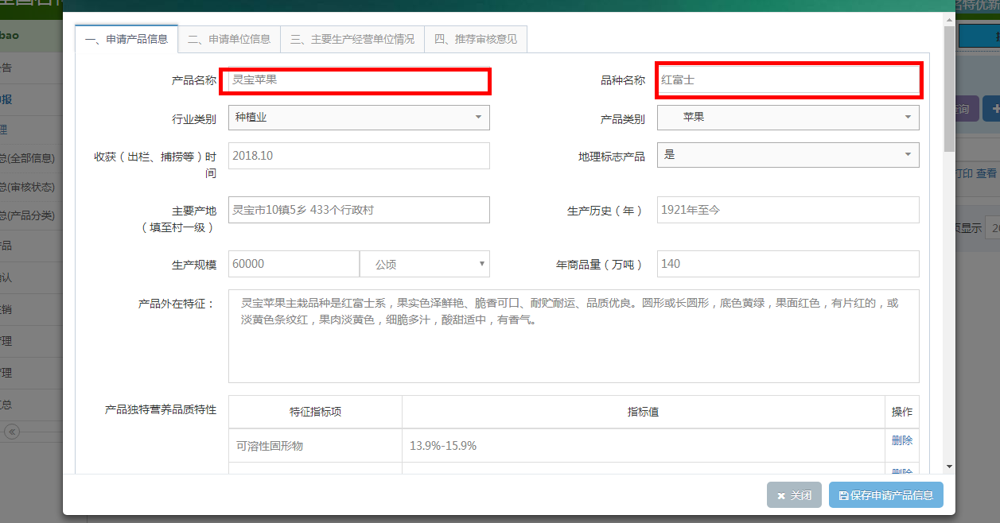 bao
一、申请产品信息
二、申请单位信息
三、主要生产经营单位情况
四、推荐审核意见
产品名称 灵宝苹果
品种名称 红富士
行业类别 种植业
产品类别 苹果
收获（出栏、捕捞等）时间 2018.10
地理标志产品 是
主要产地
（填至村一级） 灵宝市10镇5乡 433个行政村
生产历史（年） 1921年至今
生产规模 60000 公顷
年商品量（万吨） 140
产品外在特征：
灵宝苹果主栽品种是红富士系，果实色泽鲜艳、脆香可口、耐贮耐运、品质优良。圆形或长圆形，底色黄绿，果面红色，有片红的，或
淡黄色条纹红，果肉淡黄色，细脆多汁，酸甜适中，有香气。
产品独特营养品质特性
特征指标项 指标值 操作
可溶性固形物 13.9%-15.9% 删除
删除
关闭
保存申请产品信息
总(全部信息)
总(审核状态)
总(产品分类)
打印 查看
页显示